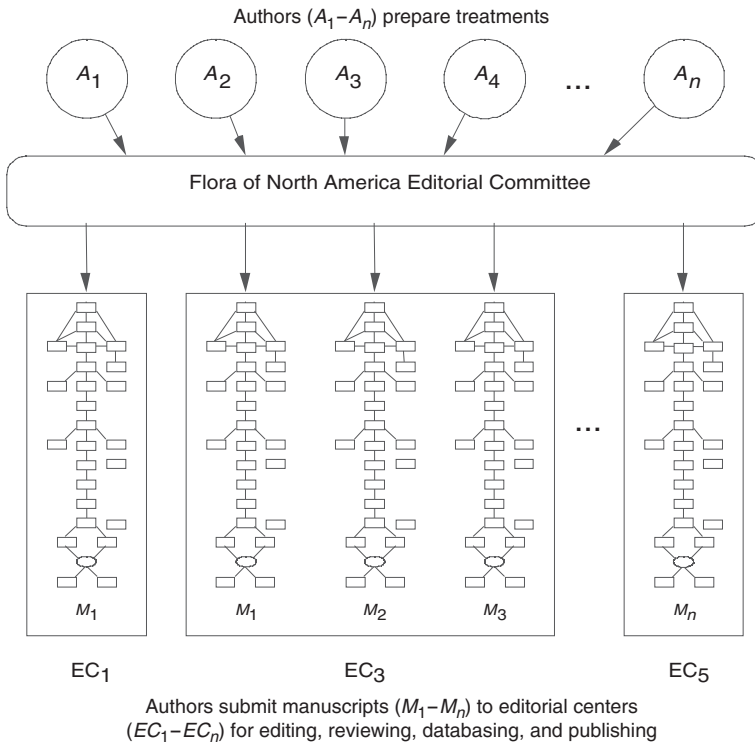 Authors (A1–An) prepare treatments
A1 A2 A3 A4 ... An
Flora of North America Editorial Committee
...
M1 M1 M2 M3 Mn
EC1 EC3 EC5
Authors submit manuscripts (M1–Mn) to editorial centers
(EC1–ECn) for editing, reviewing, databasing, and publishing